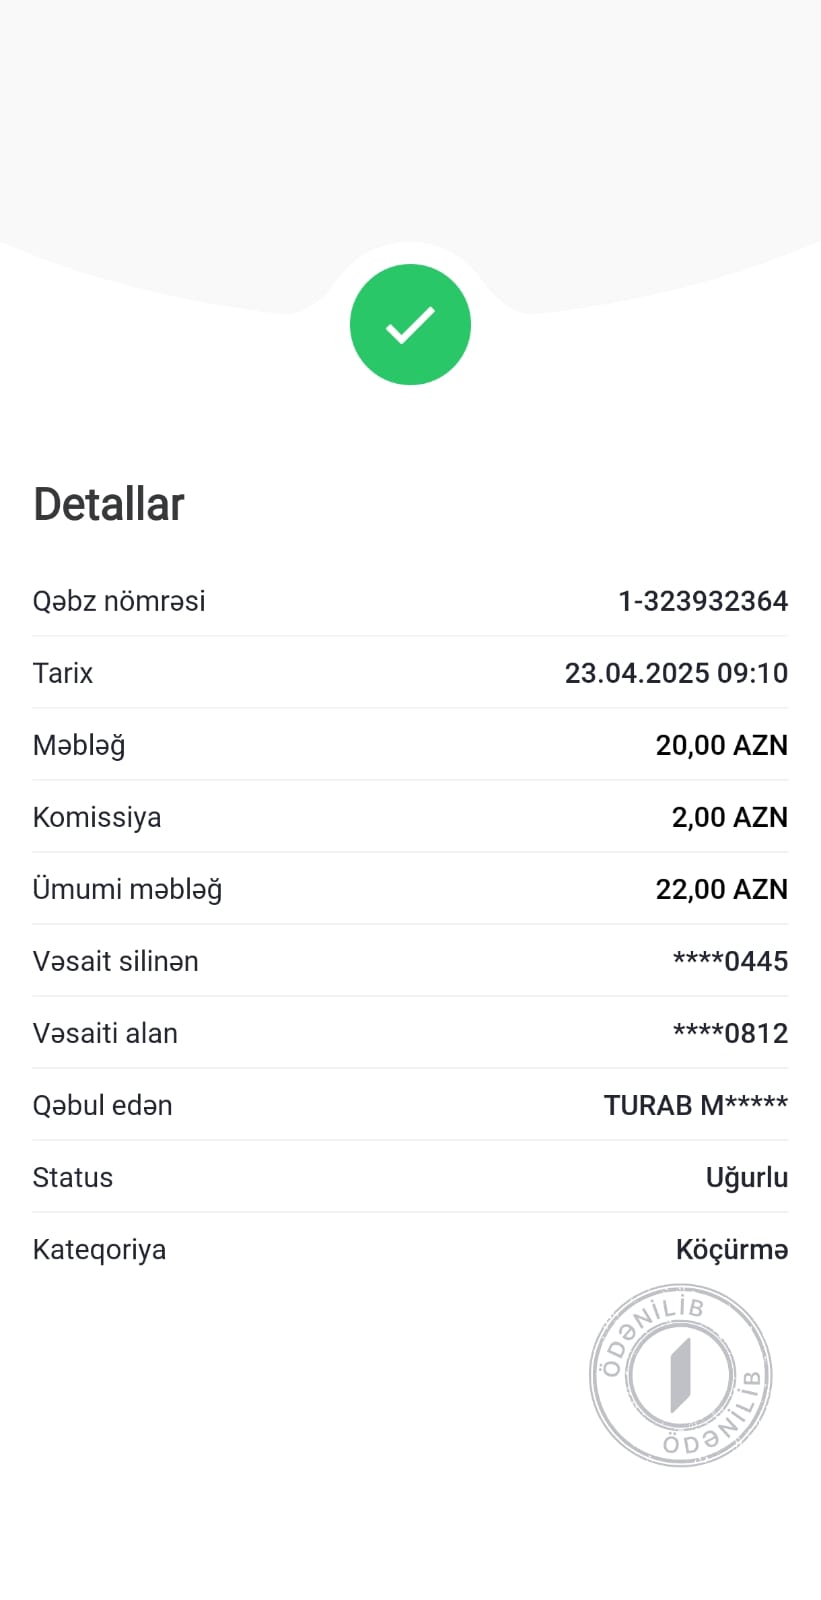 Detallar
Qəbz nömrəsi 1-323932364
Tarix 23.04.2025 09:10
Məbləğ 20,00 AZN
Komissiya 2,00 AZN
Ümumi məbləğ 22,00 AZN
Vəsait silinən ****0445
Vəsaiti alan ****0812
Qəbul edən TURAB M*****
Status Uğurlu
Kateqoriya Köçürmə
ÖDƏNİLİB
ÖDƏNİLİB